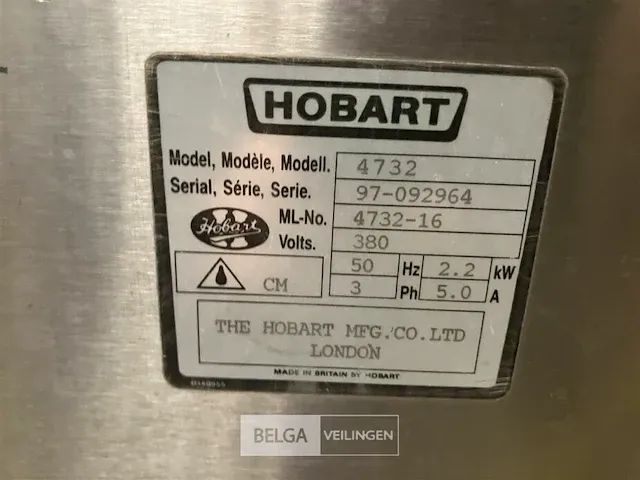 HOBART
Model, Modèle, Modell. 4732
Serial, Série, Serie. 97-092964
Hobart
ML-No. 4732-16
Volts. 380
50 Hz 2.2 kW
CM
3 Ph 5.0 A
THE HOBART MFG. CO. LTD
LONDON
MADE IN BRITAIN BY HOBART
BELGA VEILINGEN